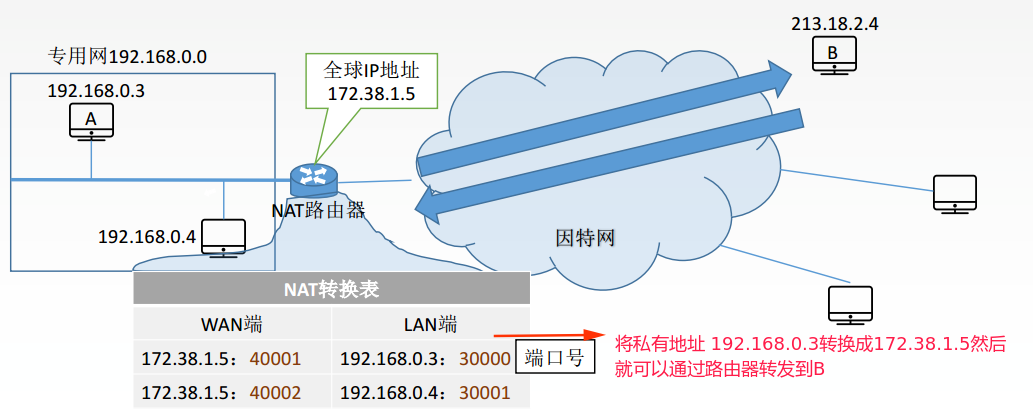 213.18.2.4
B
专用网192.168.0.0
全球IP地址
172.38.1.5
192.168.0.3
A
NAT路由器
192.168.0.4
因特网
NAT转换表
WAN端 LAN端
172.38.1.5：40001 192.168.0.3：30000
172.38.1.5：40002 192.168.0.4：30001
端口号
将私有地址 192.168.0.3转换成172.38.1.5然后
就可以通过路由器转发到B